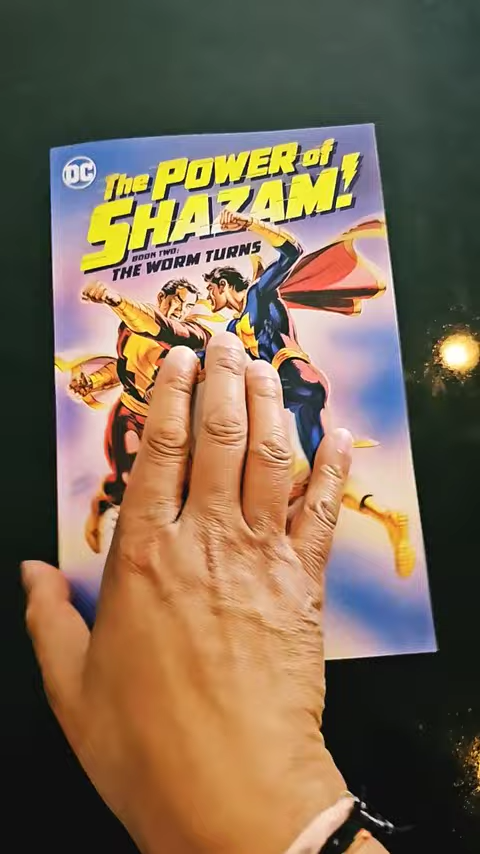 DC
The POWER of
SHAZAM!
BOOK TWO:
THE WORM TURNS